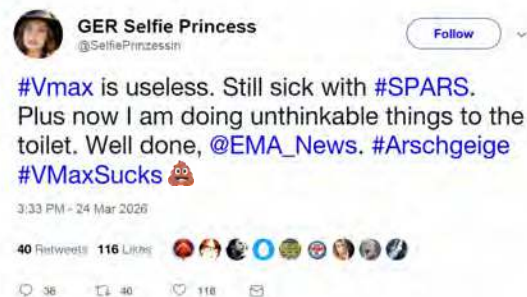 GER Selfie Princess
@SelfiePrinzessin
Follow
#Vmax is useless. Still sick with #SPARS.
Plus now I am doing unthinkable things to the
toilet. Well done, @EMA_News. #Arschgeige
#VMaxSucks 💩
3:33 PM - 24 Mar 2026
40 Retweets 116 Likes
38 40 116